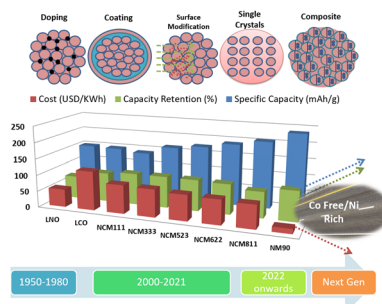 Doping
Coating
Surface
Modification
Single
Crystals
Composite
Cost (USD/KWh)
Capacity Retention (%)
Specific Capacity (mAh/g)
250
200
150
100
50
0
LNO
LCO
NCM111
NCM333
NCM523
NCM622
NCM811
NM90
Co Free/Ni
Rich
1950-1980
2000-2021
2022
onwards
Next Gen